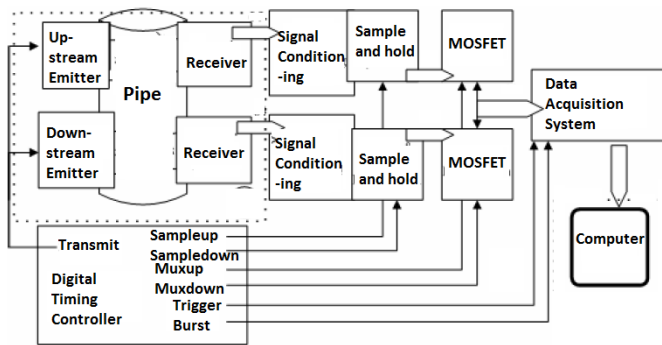 Up-
stream
Emitter
Pipe
Receiver
Signal
Condition
-ing
Sample
and hold
MOSFET
Data
Acquisition
System
Down-
stream
Emitter
Receiver
Signal
Condition
-ing
Sample
and hold
MOSFET
Computer
Transmit
Digital
Timing
Controller
Sampleup
Sampledown
Muxup
Muxdown
Trigger
Burst